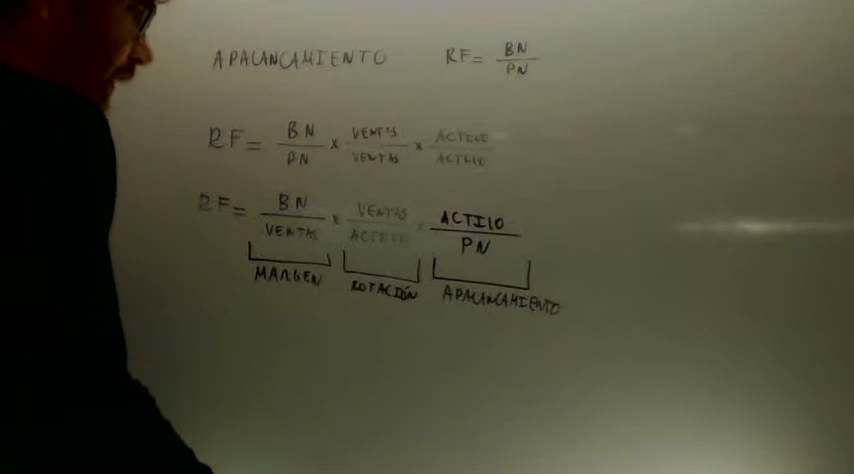 APALANCAMIENTO RF = BN / PN
RF = BN / PN x VENTAS / VENTAS x ACTIVO / ACTIVO
RF = BN / VENTAS x VENTAS / ACTIVO x ACTIVO / PN
MARGEN ROTACIÓN APALANCAMIENTO